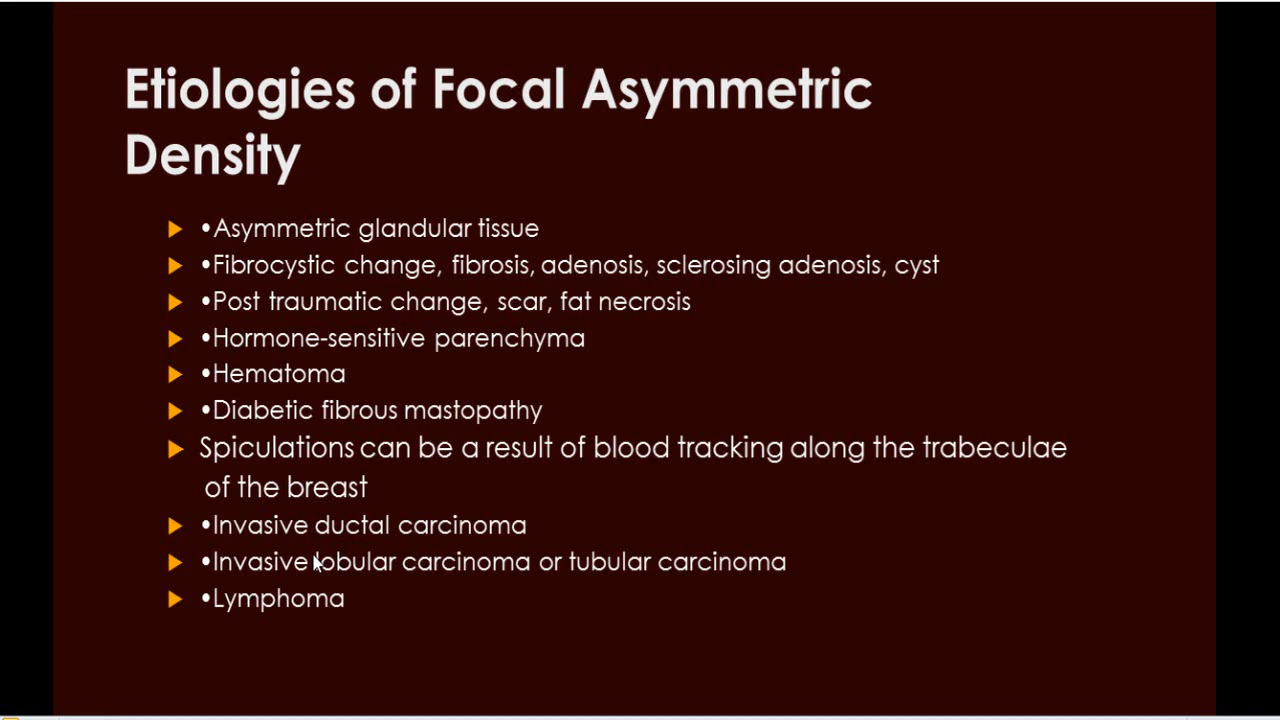 Etiologies of Focal Asymmetric
Density
•Asymmetric glandular tissue
•Fibrocystic change, fibrosis, adenosis, sclerosing adenosis, cyst
•Post traumatic change, scar, fat necrosis
•Hormone-sensitive parenchyma
•Hematoma
•Diabetic fibrous mastopathy
Spiculations can be a result of blood tracking along the trabeculae
of the breast
•Invasive ductal carcinoma
•Invasive lobular carcinoma or tubular carcinoma
•Lymphoma